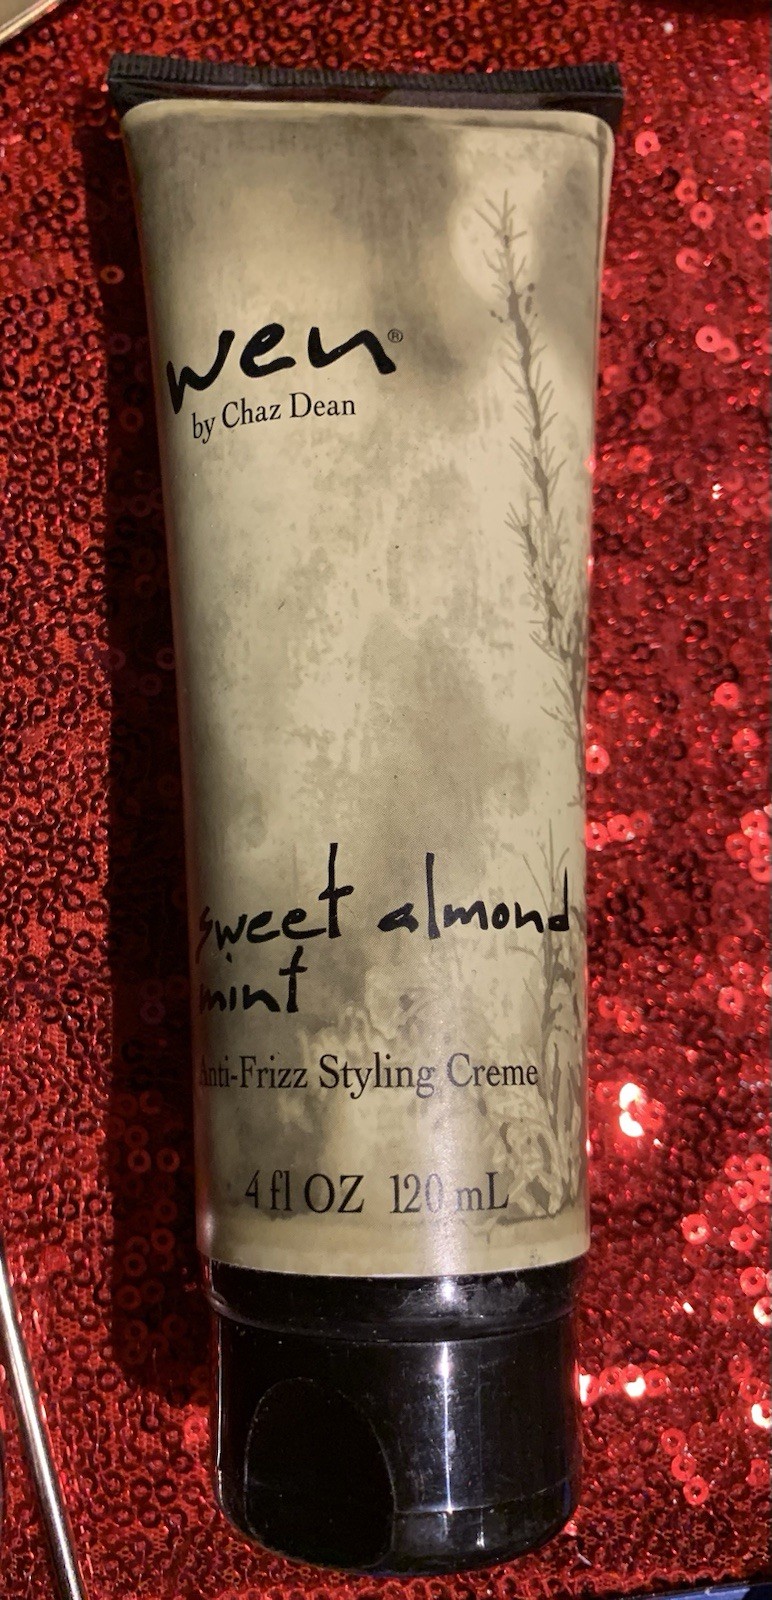 wen®
by Chaz Dean
sweet almond
mint
Anti-Frizz Styling Creme
4 fl OZ 120 mL